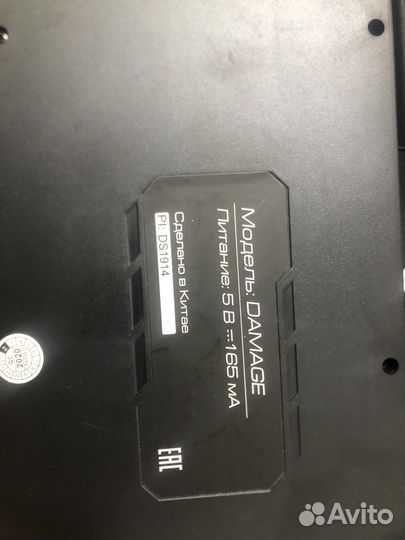 Модель: DAMAGE
Питание: 5 В ⎓ 165 мА
Сделано в Китае
PI: DS1914
EAC
2020
Avito